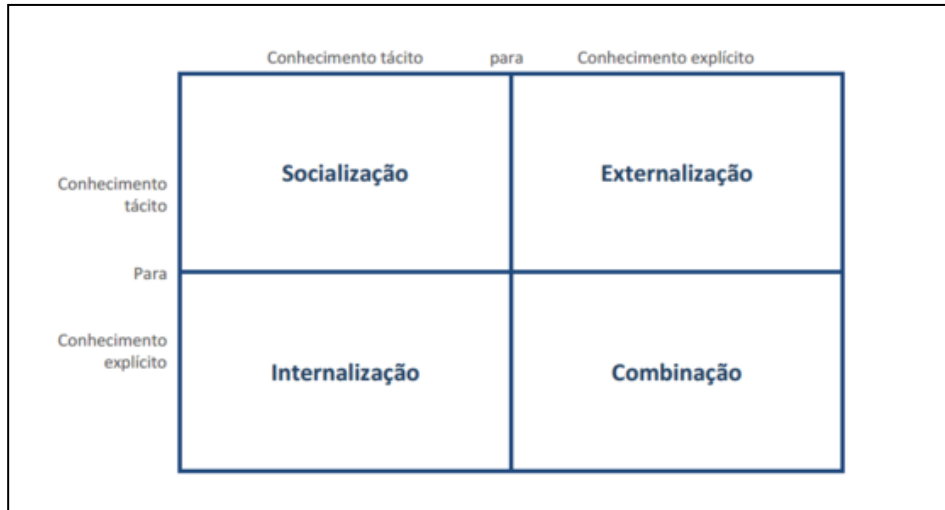 Conhecimento tácito para Conhecimento explícito
Conhecimento
tácito
Socialização Externalização
Para
Conhecimento
explícito
Internalização Combinação